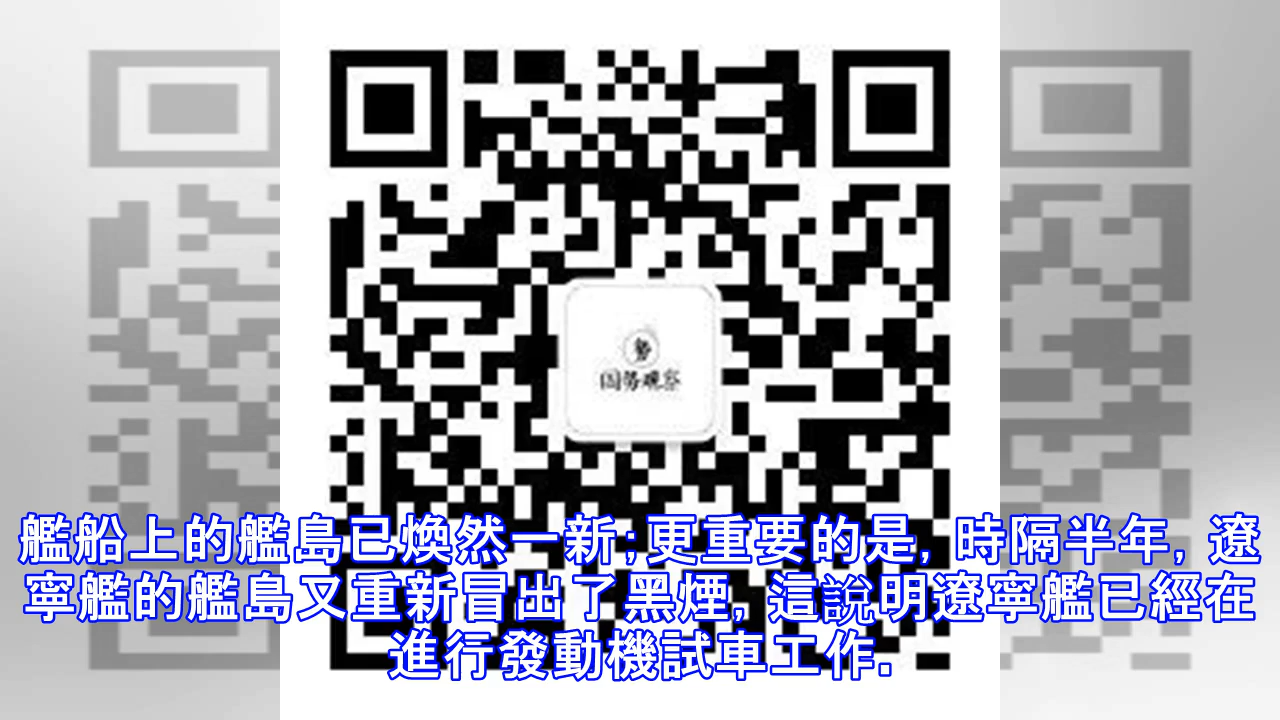 勢
国势观察
艦船上的艦島已煥然一新;更重要的是,時隔半年,遼
寧艦的艦島又重新冒出了黑煙,這說明遼寧艦已經在
進行發動機試車工作.